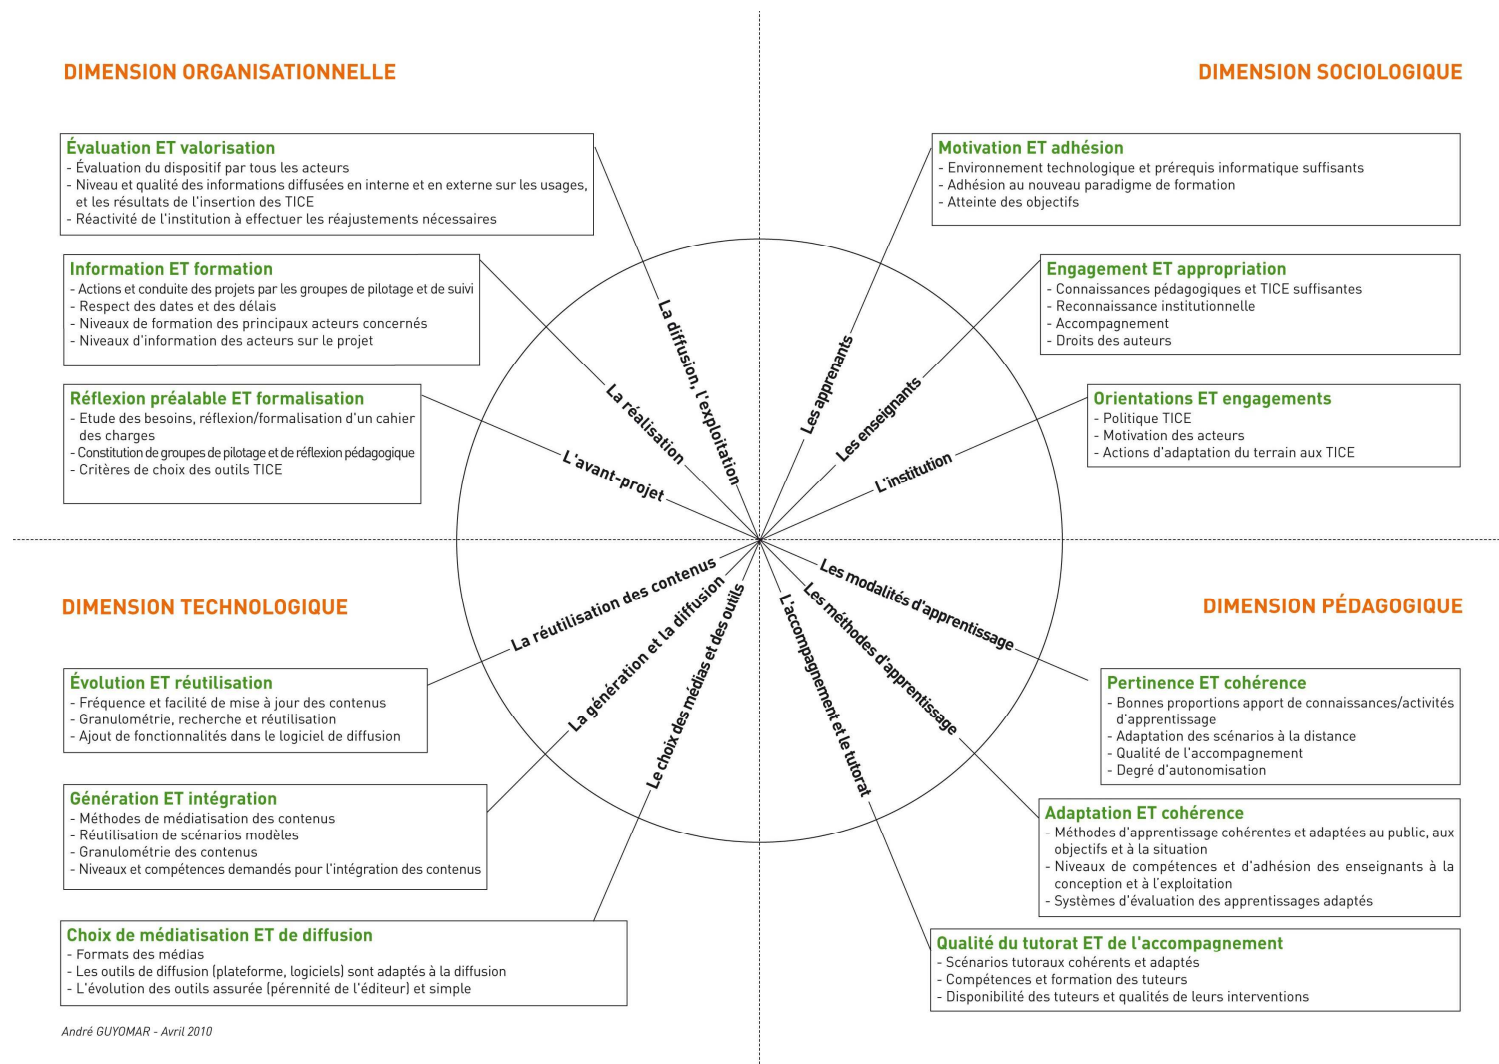 DIMENSION ORGANISATIONNELLE
Évaluation ET valorisation
- Évaluation du dispositif par tous les acteurs
- Niveau et qualité des informations diffusées en interne et en externe sur les usages,
et les résultats de l'insertion des TICE
- Réactivité de l'institution à effectuer les réajustements nécessaires
Information ET formation
- Actions et conduite des projets par les groupes de pilotage et de suivi
- Respect des dates et des délais
- Niveaux de formation des principaux acteurs concernés
- Niveaux d'information des acteurs sur le projet
Réflexion préalable ET formalisation
- Etude des besoins, réflexion/formalisation d'un cahier
des charges
- Constitution de groupes de pilotage et de réflexion pédagogique
- Critères de choix des outils TICE
La diffusion, l'exploitation
La réalisation
L'avant-projet
DIMENSION SOCIOLOGIQUE
Motivation ET adhésion
- Environnement technologique et prérequis informatique suffisants
- Adhésion au nouveau paradigme de formation
- Atteinte des objectifs
Engagement ET appropriation
- Connaissances pédagogiques et TICE suffisantes
- Reconnaissance institutionnelle
- Accompagnement
- Droits des auteurs
Orientations ET engagements
- Politique TICE
- Motivation des acteurs
- Actions d'adaptation du terrain aux TICE
Les apprenants
Les enseignants
L'institution
DIMENSION TECHNOLOGIQUE
La réutilisation des contenus
La génération et la diffusion
Le choix des médias et des outils
Évolution ET réutilisation
- Fréquence et facilité de mise à jour des contenus
- Granulométrie, recherche et réutilisation
- Ajout de fonctionnalités dans le logiciel de diffusion
Génération ET intégration
- Méthodes de médiatisation des contenus
- Réutilisation de scénarios modèles
- Granulométrie des contenus
- Niveaux et compétences demandés pour l'intégration des contenus
Choix de médiatisation ET de diffusion
- Formats des médias
- Les outils de diffusion (plateforme, logiciels) sont adaptés à la diffusion
- L'évolution des outils assurée (pérennité de l'éditeur) et simple
DIMENSION PÉDAGOGIQUE
Les modalités d'apprentissage
Les méthodes d'apprentissage
L'accompagnement et le tutorat
Pertinence ET cohérence
- Bonnes proportions apport de connaissances/activités
d'apprentissage
- Adaptation des scénarios à la distance
- Qualité de l'accompagnement
- Degré d'autonomisation
Adaptation ET cohérence
- Méthodes d'apprentissage cohérentes et adaptées au public, aux
objectifs et à la situation
- Niveaux de compétences et d'adhésion des enseignants à la
conception et à l'exploitation
- Systèmes d'évaluation des apprentissages adaptés
Qualité du tutorat ET de l'accompagnement
- Scénarios tutoraux cohérents et adaptés
- Compétences et formation des tuteurs
- Disponibilité des tuteurs et qualités de leurs interventions
André GUYOMAR - Avril 2010